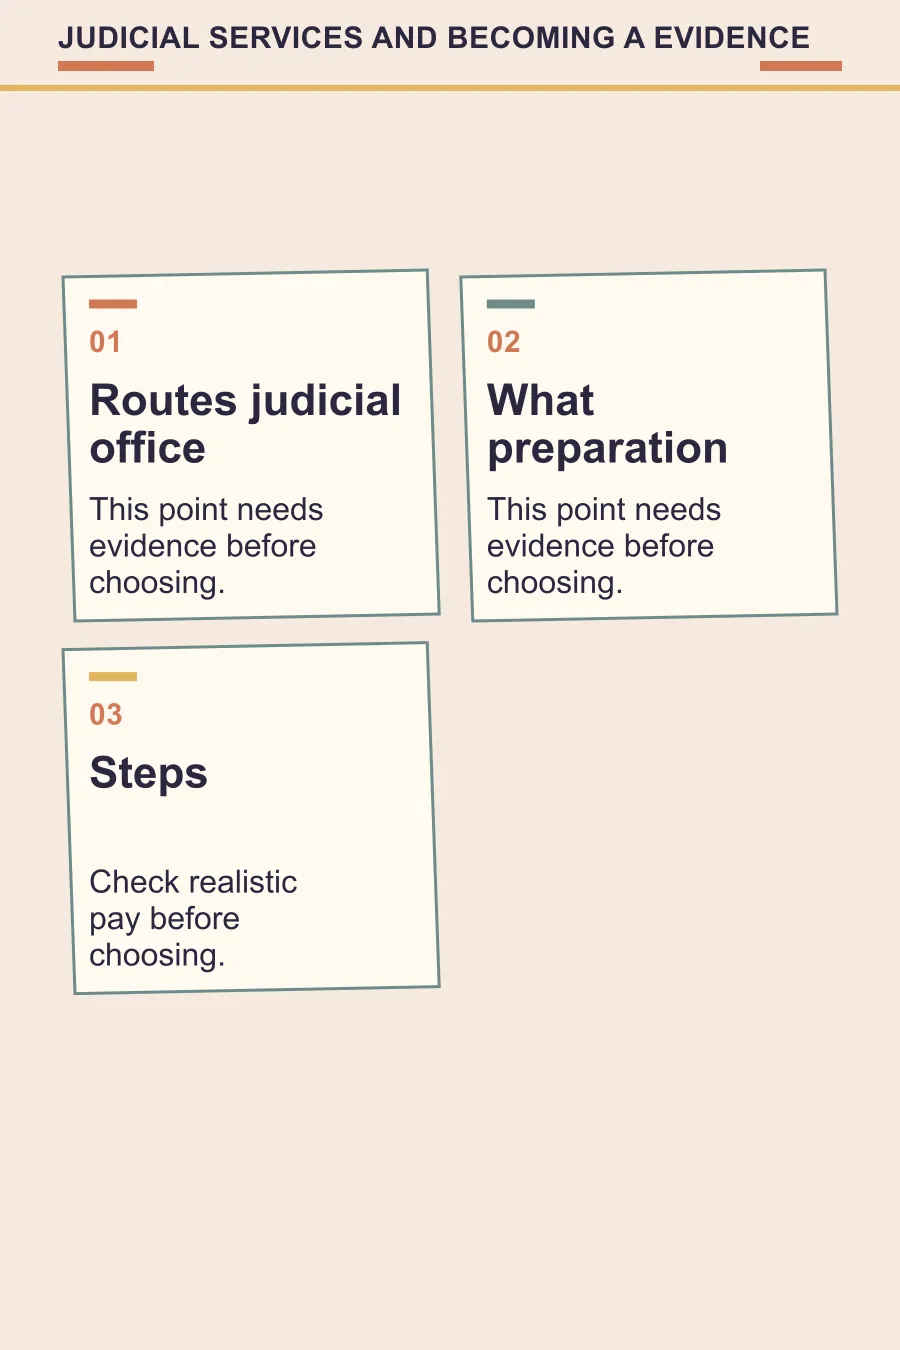 JUDICIAL SERVICES AND BECOMING A EVIDENCE
01
Routes judicial
office
This point needs
evidence before
choosing.
02
What
preparation
This point needs
evidence before
choosing.
03
Steps
Check realistic
pay before
choosing.